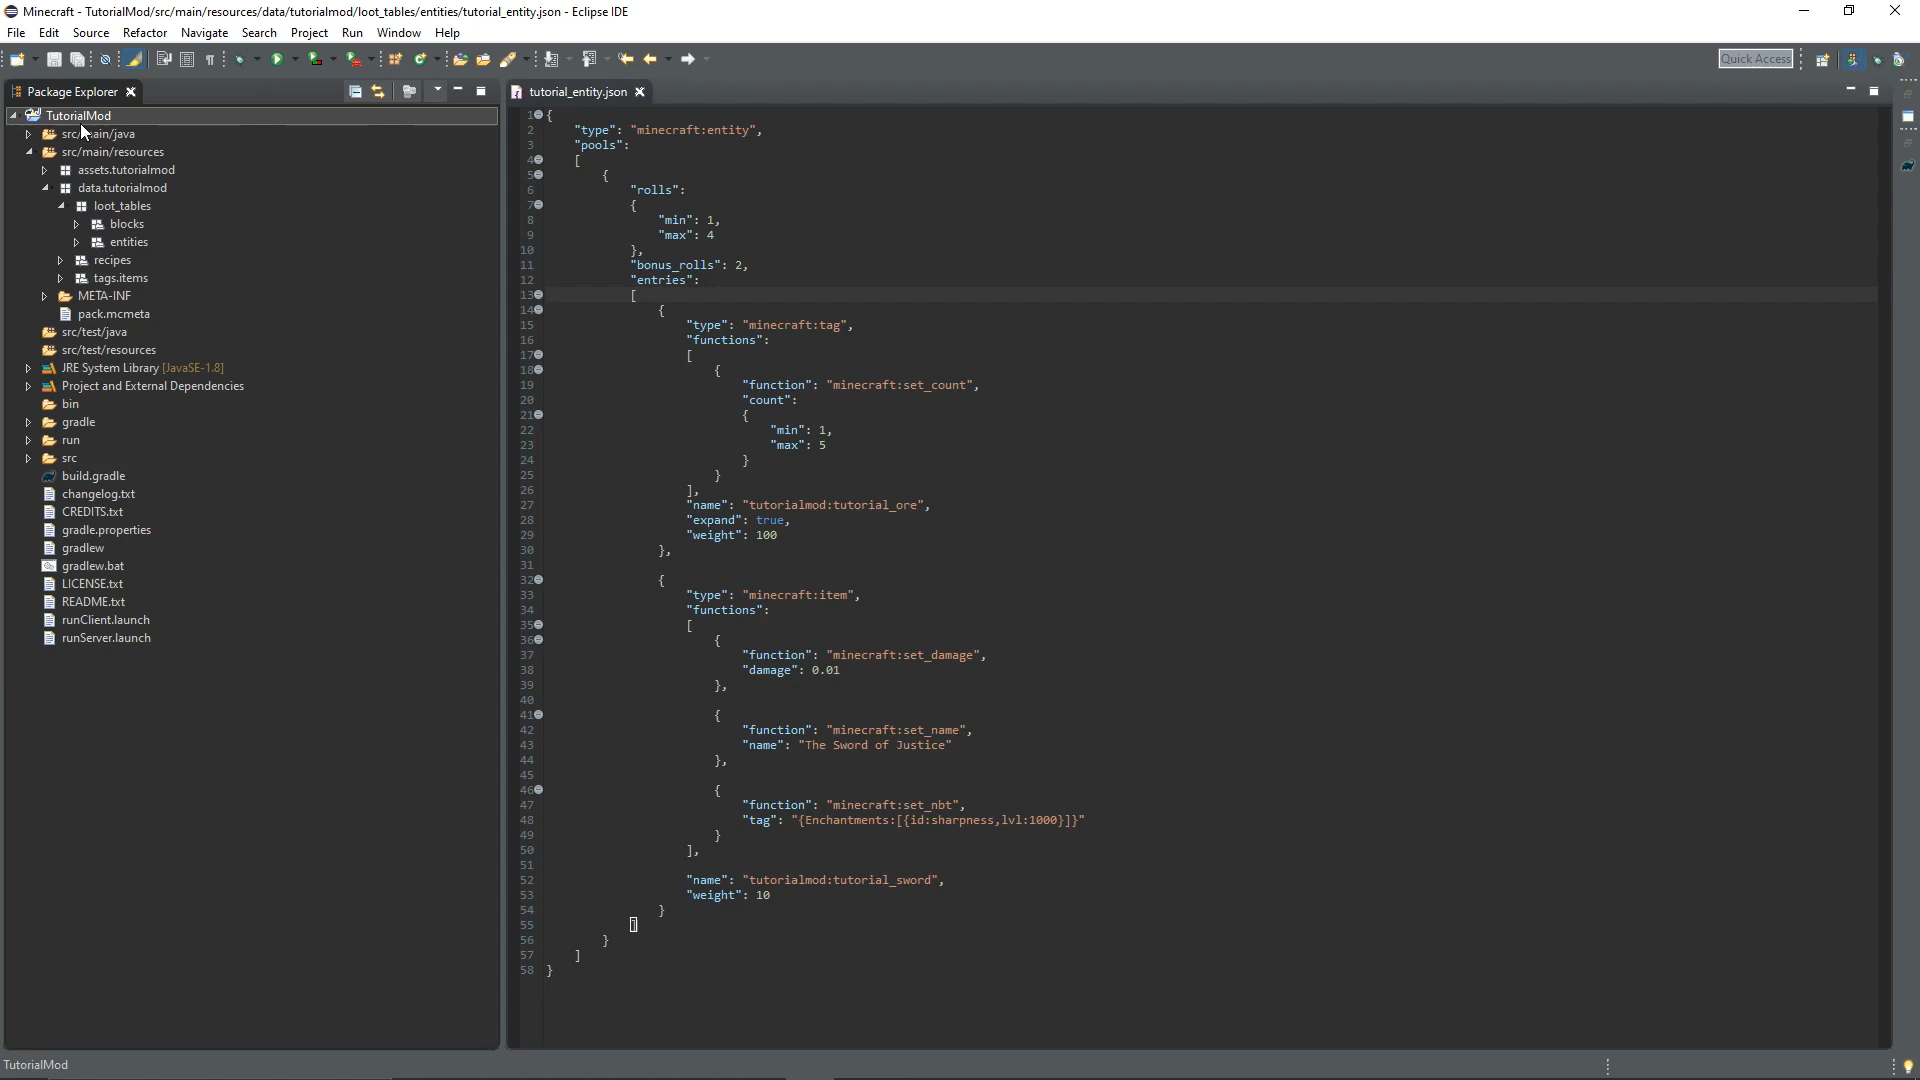 Minecraft - TutorialMod/src/main/resources/data/tutorialmod/loot_tables/entities/tutorial_entity.json - Eclipse IDE
File Edit Source Refactor Navigate Search Project Run Window Help
Quick Access
Package Explorer
TutorialMod
src/main/java
src/main/resources
assets.tutorialmod
data.tutorialmod
loot_tables
blocks
entities
recipes
tags.items
META-INF
pack.mcmeta
src/test/java
src/test/resources
JRE System Library [JavaSE-1.8]
Project and External Dependencies
bin
gradle
run
src
build.gradle
changelog.txt
CREDITS.txt
gradle.properties
gradlew
gradlew.bat
LICENSE.txt
README.txt
runClient.launch
runServer.launch
tutorial_entity.json
1 {
2 "type": "minecraft:entity",
3 "pools":
4 [
5 {
6 "rolls":
7 {
8 "min": 1,
9 "max": 4
10 },
11 "bonus_rolls": 2,
12 "entries":
13 [
14 {
15 "type": "minecraft:tag",
16 "functions":
17 [
18 {
19 "function": "minecraft:set_count",
20 "count":
21 {
22 "min": 1,
23 "max": 5
24 }
25 }
26 ],
27 "name": "tutorialmod:tutorial_ore",
28 "expand": true,
29 "weight": 100
30 },
31
32 {
33 "type": "minecraft:item",
34 "functions":
35 [
36 {
37 "function": "minecraft:set_damage",
38 "damage": 0.01
39 },
40
41 {
42 "function": "minecraft:set_name",
43 "name": "The Sword of Justice"
44 },
45
46 {
47 "function": "minecraft:set_nbt",
48 "tag": "{Enchantments:[{id:sharpness,lvl:1000}]}"
49 }
50 ],
51
52 "name": "tutorialmod:tutorial_sword",
53 "weight": 10
54 }
55 ]
56 }
57 ]
58 }
TutorialMod